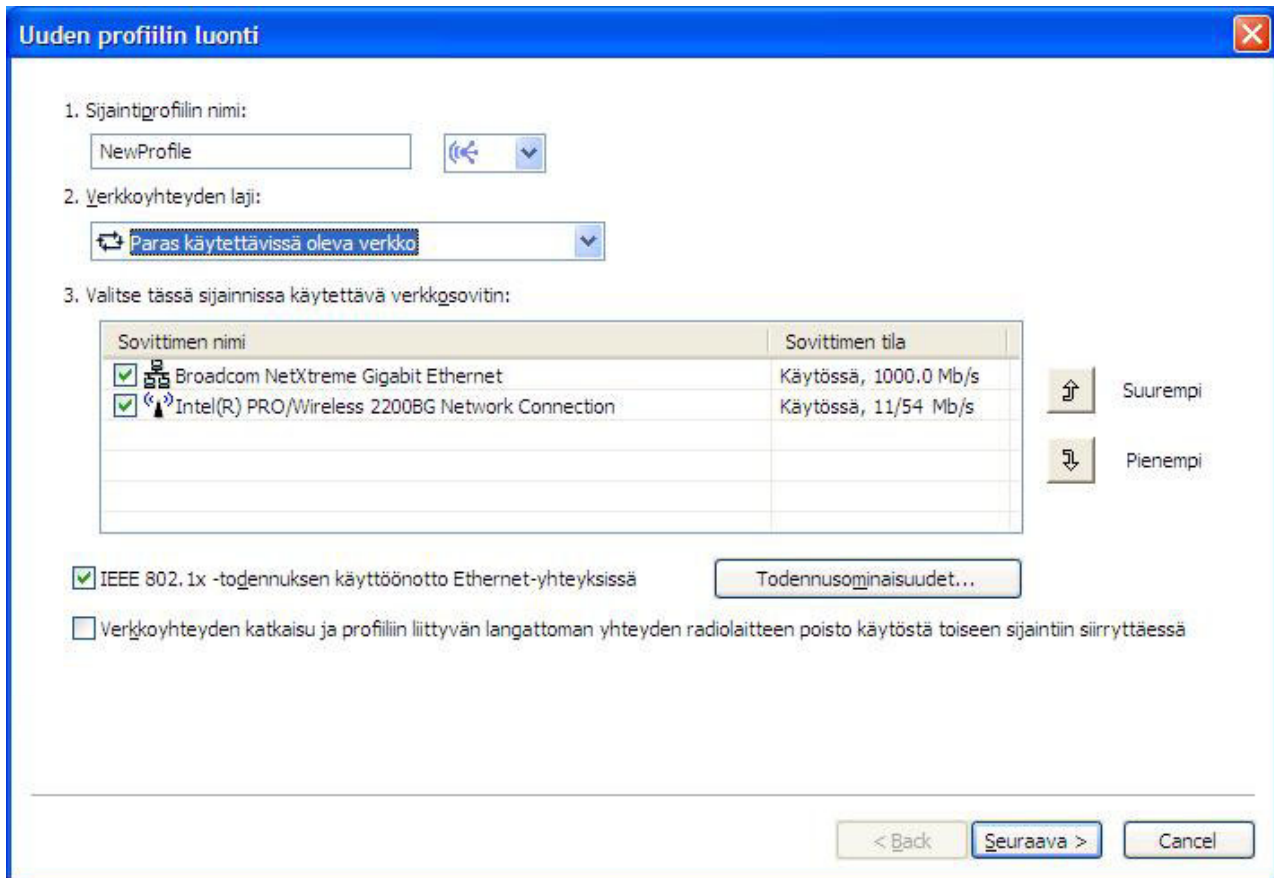 Uuden profiilin luonti
1. Sijaintiprofiilin nimi:
NewProfile
2. Verkkoyhteyden laji:
Paras käytettävissä oleva verkko
3. Valitse tässä sijainnissa käytettävä verkkosovitin:
Sovittimen nimi Sovittimen tila
Broadcom NetXtreme Gigabit Ethernet Käytössä, 1000.0 Mb/s
Intel(R) PRO/Wireless 2200BG Network Connection Käytössä, 11/54 Mb/s
Suurempi
Pienempi
IEEE 802.1x -todennuksen käyttöönotto Ethernet-yhteyksissä Todennusominaisuudet...
Verkkoyhteyden katkaisu ja profiliin liittyvän langattoman yhteyden radiolaitteen poisto käytöstä toiseen sijaintiin siirryttäessä
< Back Seuraava > Cancel